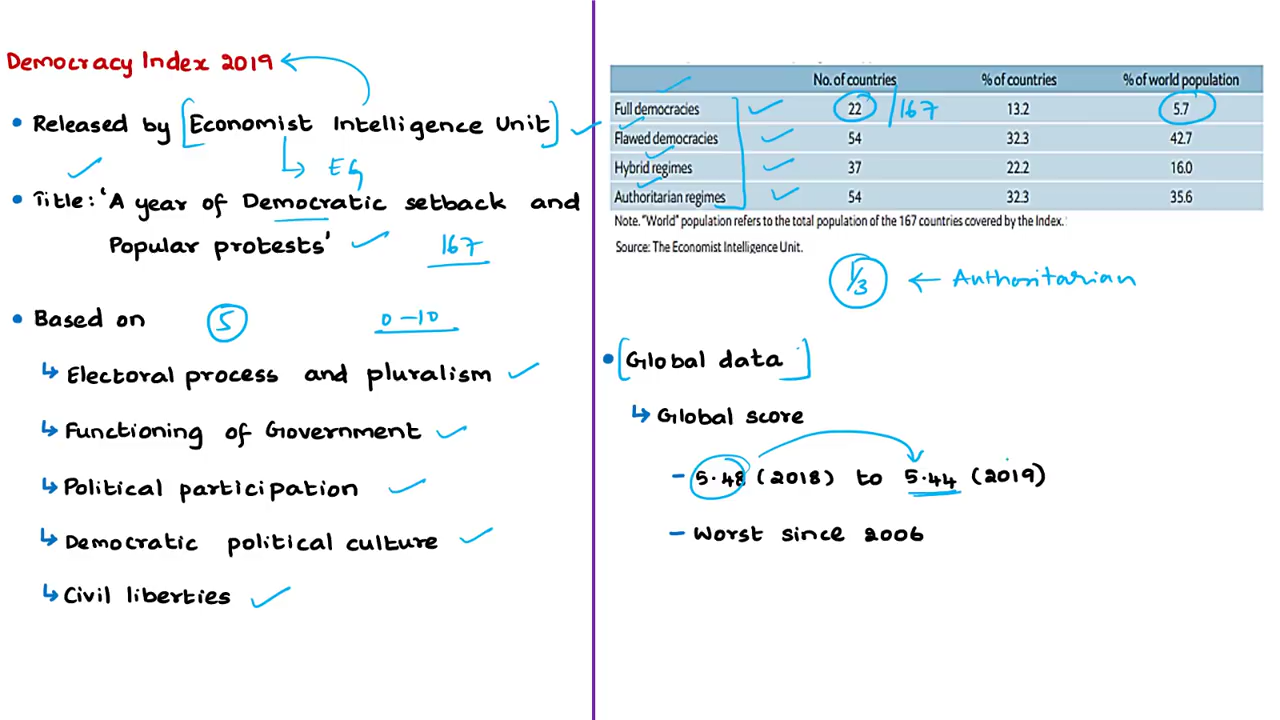 Democracy Index 2019
• Released by [Economist Intelligence Unit]
EG
• Title: 'A year of Democratic setback and
Popular protests'
167
• Based on 5 0-10
↳ Electoral process and pluralism
↳ Functioning of Government
↳ Political participation
↳ Democratic political culture
↳ Civil liberties
No. of countries % of countries % of world population
Full democracies 22 /167 13.2 5.7
Flawed democracies 54 32.3 42.7
Hybrid regimes 37 22.2 16.0
Authoritarian regimes 54 32.3 35.6
Note. "World" population refers to the total population of the 167 countries covered by the Index.
Source: The Economist Intelligence Unit.
1/3 ← Authoritarian
• [Global data]
↳ Global score
- 5.48 (2018) to 5.44 (2019)
- Worst since 2006